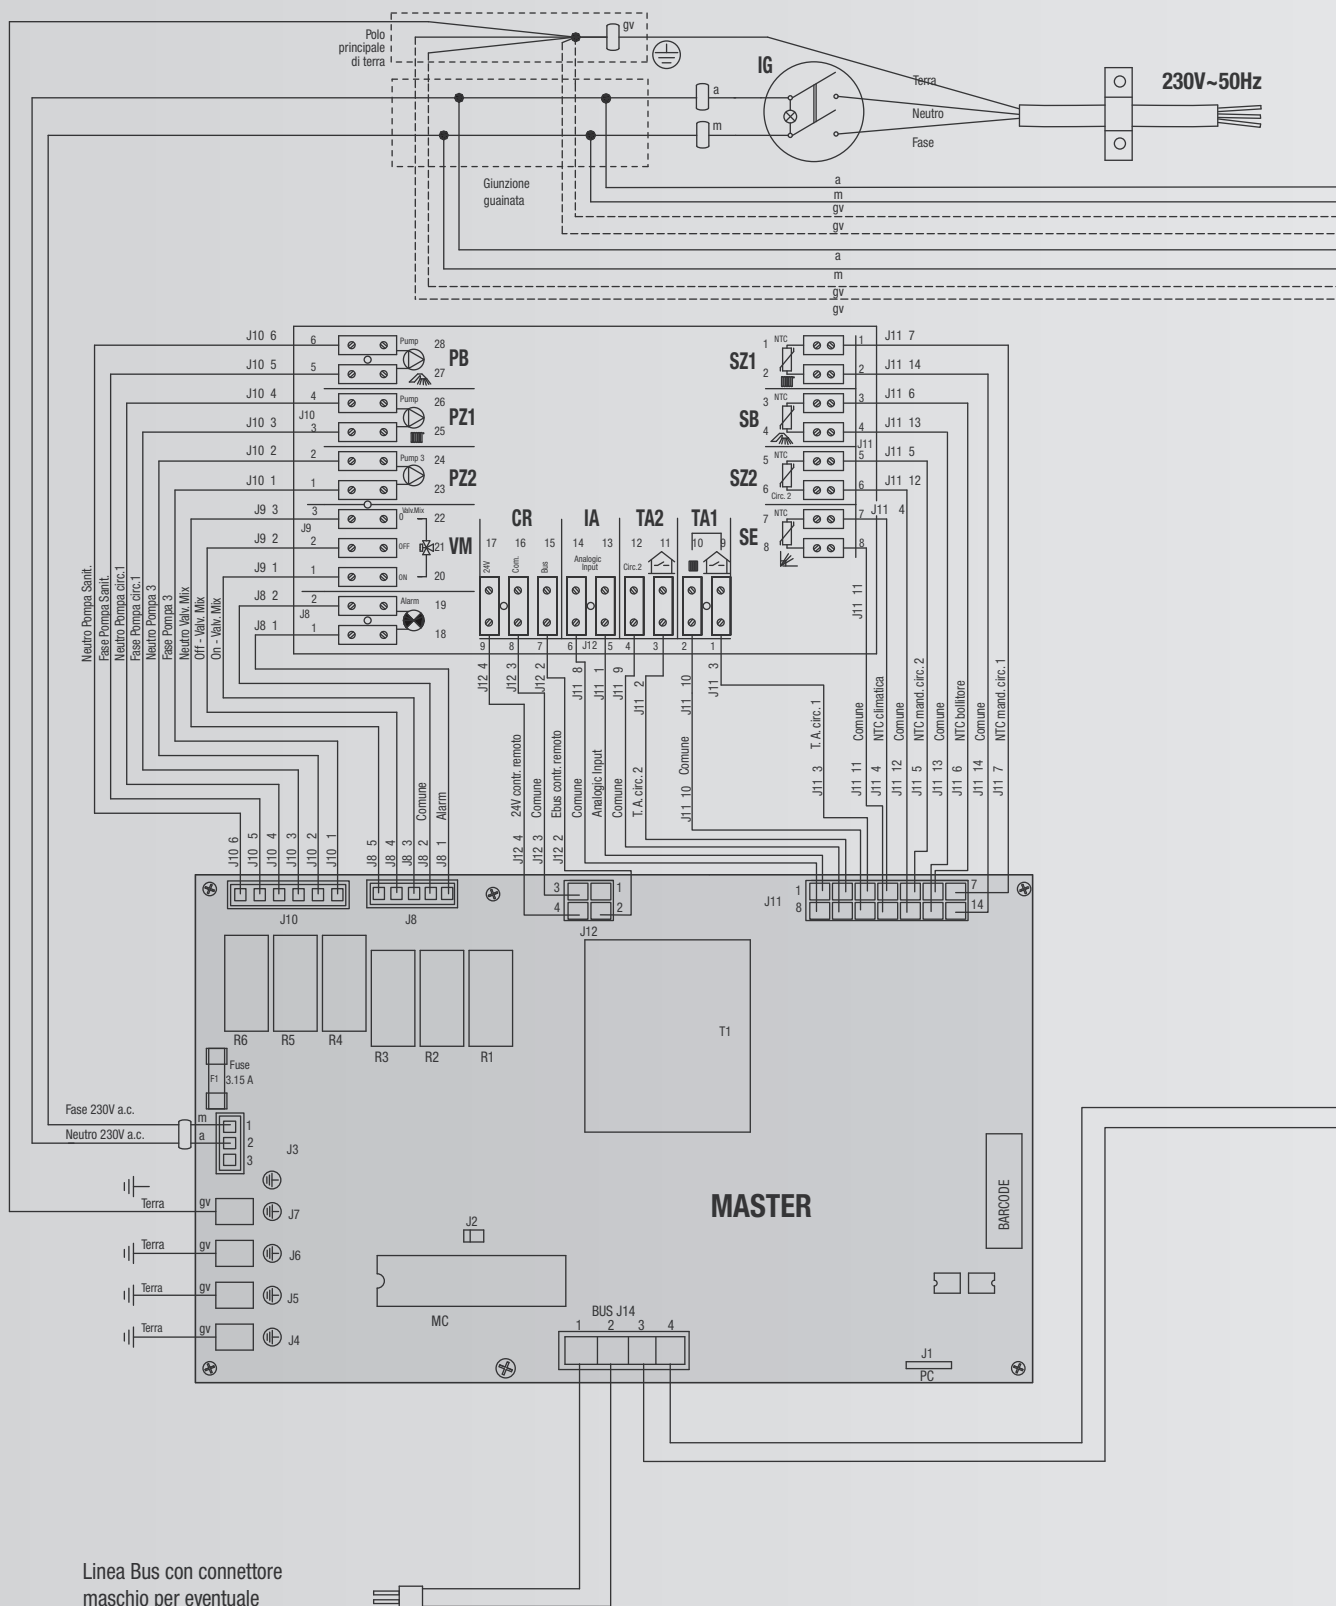 Polo
principale
di terra
gv
IG
230V~50Hz
Terra
Neutro
Fase
a
m
Giunzione
guainata
a
m
gv
gv
a
m
gv
gv
J10 6
J10 5
J10 4
J10 3
J10 2
J10 1
J9 3
J9 2
J9 1
J8 2
J8 1
6
5
4
J10
3
2
1
3
J9
2
1
2
J8
1
Pump 28
PB
27
Pump 26
PZ1
25
Pump 3 24
PZ2
23
Valv.Mix
O 22
OFF 21
VM
ON 20
Alarm 19
18
CR IA TA2 TA1
17 16 15 14 13 12 11 10 9
24V
Com.
Bus
Analogic
Input
Circ.2
9 8 7 6 J12 5 4 3 2 1
SZ1
1 NTC
2
SB
3 NTC
4
SZ2
5 NTC
6
Circ. 2
SE
7 NTC
8
1
2
3
4
J11
5
6
7
8
J11 7
J11 14
J11 6
J11 13
J11 5
J11 12
J11 4
J11 11
Neutro Pompa Sanit.
Fase Pompa Sanit.
Neutro Pompa circ.1
Fase Pompa circ.1
Neutro Pompa 3
Fase Pompa 3
Neutro Valv. Mix
Off - Valv. Mix
On - Valv. Mix
Comune
Alarm
J12 4
J12 3
J12 2
J11 8
J11 1
J11 9
J11 2
J11 10
J11 3
24V contr. remoto
Comune
Ebus contr. remoto
Comune
Analogic Input
Comune
T. A. circ. 2
Comune
T. A. circ. 1
Comune
NTC climatica
Comune
NTC mand. circ. 2
Comune
NTC bollitore
Comune
NTC mand. circ. 1
J10 6
J10 5
J10 4
J10 3
J10 2
J10 1
J8 5
J8 4
J8 3
J8 2
J8 1
J12 4
J12 3
J12 2
J11 10
J11 3
J11 11
J11 4
J11 12
J11 5
J11 13
J11 6
J11 14
J11 7
J10
J8
3 1
4 2
J12
J11
1 7
8 14
R6
R5
R4
R3
R2
R1
T1
F1
Fuse
3.15 A
Fase 230V a.c.
m
1
Neutro 230V a.c.
a
2
3
J3
Terra gv J7
Terra gv J6
Terra gv J5
Terra gv J4
MASTER
BARCODE
J2
MC
BUS J14
1 2 3 4
J1
PC
Linea Bus con connettore
maschio per eventuale